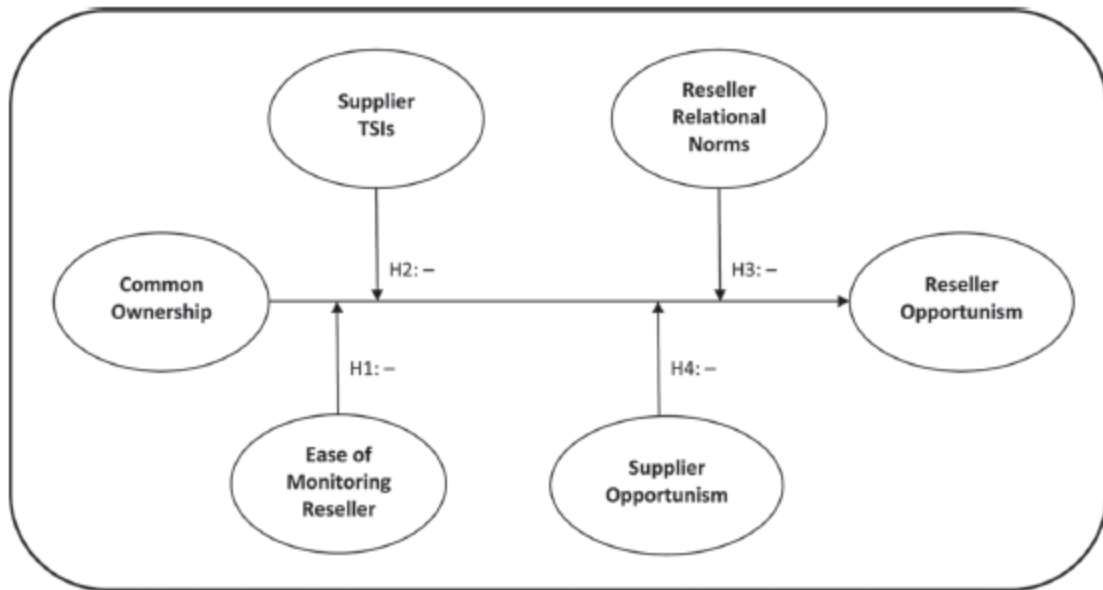 Supplier
TSIs
Reseller
Relational
Norms
H2: –
H3: –
Common
Ownership
Reseller
Opportunism
H1: –
H4: –
Ease of
Monitoring
Reseller
Supplier
Opportunism